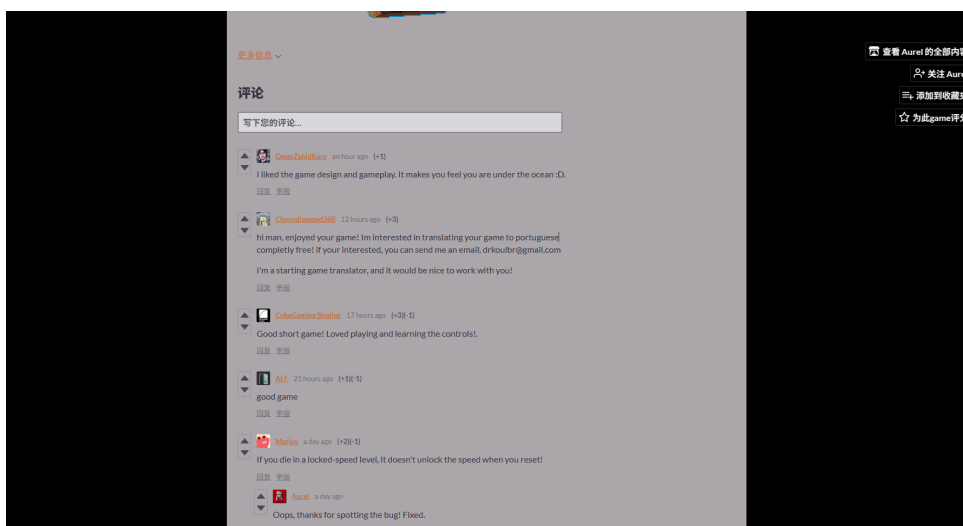 更多信息
查看 Aurel 的全部内容
关注 Aurel
添加到收藏夹
为此game评分
评论
写下您的评论...
OmerZahidKara an hour ago (+1)
I liked the game design and gameplay. It makes you feel you are under the ocean :D.
回复 举报
Chocodiamond368 12 hours ago (+3)
hi man, enjoyed your game! Im interested in translating your game to portuguese
completly free! if your interested, you can send me an email. drkoulbr@gmail.com
I'm a starting game translator, and it would be nice to work with you!
回复 举报
CokeGamingStudios 17 hours ago (+3)(-1)
Good short game! Loved playing and learning the controls!.
回复 举报
ALF 21 hours ago (+1)(-1)
good game
回复 举报
Morius a day ago (+2)(-1)
If you die in a locked-speed level, it doesn't unlock the speed when you reset!
回复 举报
Aurel a day ago
Oops, thanks for spotting the bug! Fixed.